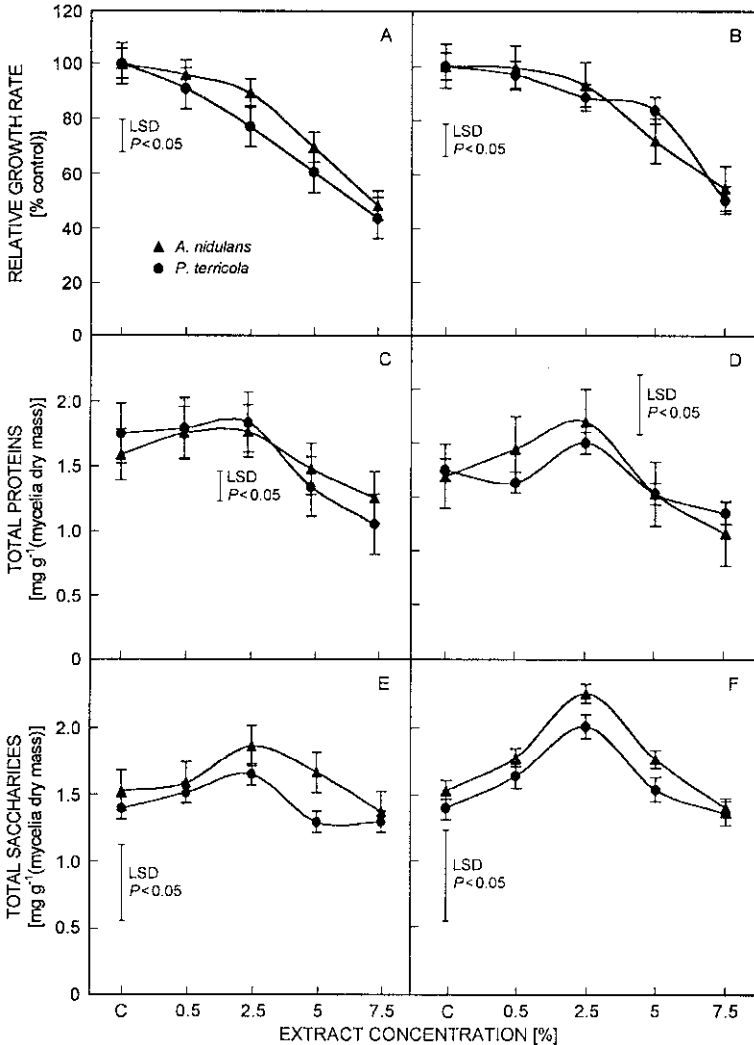 120
100
80
60
40
20
0
RELATIVE GROWTH RATE
[% control)]
A
LSD
P<0.05
A. nidulans
P. terricola
B
LSD
P<0.05
2.0
1.5
1.0
0.5
0
TOTAL PROTEINS
[mg g-1(mycelia dry mass)]
C
LSD
P<0.05
D
LSD
P<0.05
2.0
1.5
1.0
0.5
0
TOTAL SACCHARIDES
[mg g-1(mycelia dry mass)]
E
LSD
P<0.05
F
LSD
P<0.05
C 0.5 2.5 5 7.5 C 0.5 2.5 5 7.5
EXTRACT CONCENTRATION [%]